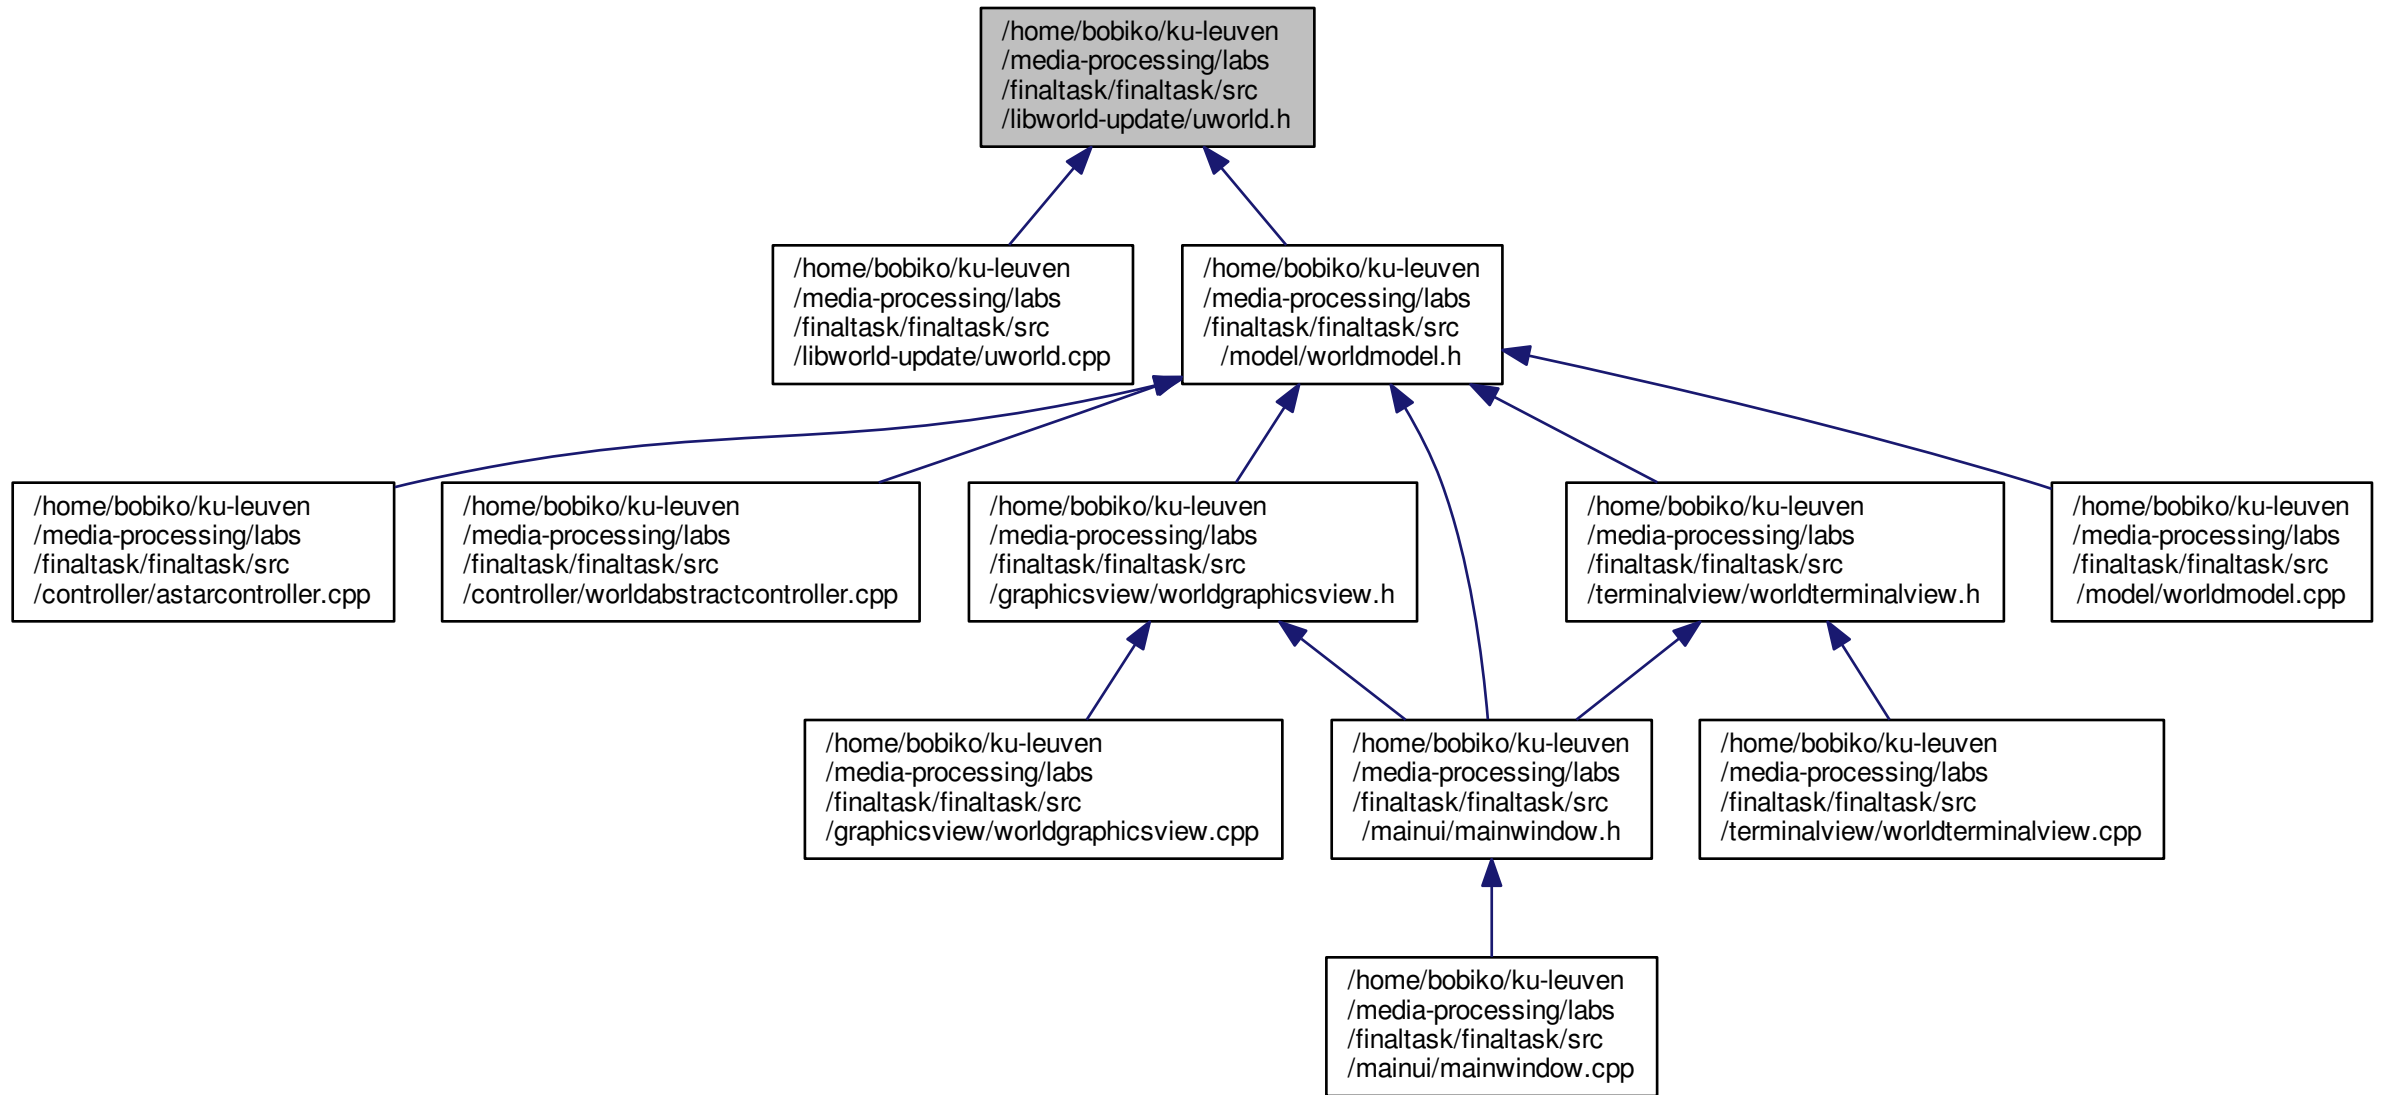 /home/bobiko/ku-leuven
/media-processing/labs
/finaltask/finaltask/src
/libworld-update/uworld.h
/home/bobiko/ku-leuven
/media-processing/labs
/finaltask/finaltask/src
/libworld-update/uworld.cpp
/home/bobiko/ku-leuven
/media-processing/labs
/finaltask/finaltask/src
/model/worldmodel.h
/home/bobiko/ku-leuven
/media-processing/labs
/finaltask/finaltask/src
/controller/astarcontroller.cpp
/home/bobiko/ku-leuven
/media-processing/labs
/finaltask/finaltask/src
/controller/worldabstractcontroller.cpp
/home/bobiko/ku-leuven
/media-processing/labs
/finaltask/finaltask/src
/graphicsview/worldgraphicsview.h
/home/bobiko/ku-leuven
/media-processing/labs
/finaltask/finaltask/src
/terminalview/worldterminalview.h
/home/bobiko/ku-leuven
/media-processing/labs
/finaltask/finaltask/src
/model/worldmodel.cpp
/home/bobiko/ku-leuven
/media-processing/labs
/finaltask/finaltask/src
/graphicsview/worldgraphicsview.cpp
/home/bobiko/ku-leuven
/media-processing/labs
/finaltask/finaltask/src
/mainui/mainwindow.h
/home/bobiko/ku-leuven
/media-processing/labs
/finaltask/finaltask/src
/terminalview/worldterminalview.cpp
/home/bobiko/ku-leuven
/media-processing/labs
/finaltask/finaltask/src
/mainui/mainwindow.cpp